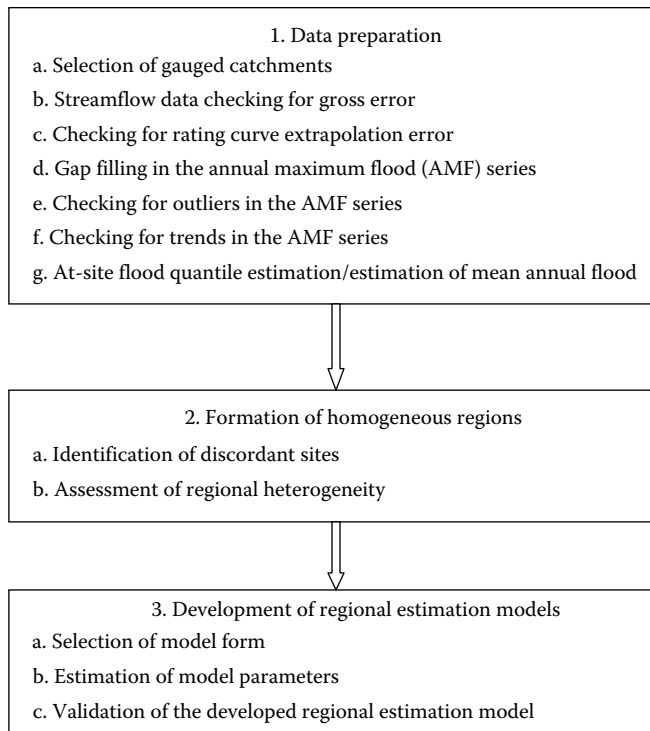 1. Data preparation
a. Selection of gauged catchments
b. Streamflow data checking for gross error
c. Checking for rating curve extrapolation error
d. Gap filling in the annual maximum flood (AMF) series
e. Checking for outliers in the AMF series
f. Checking for trends in the AMF series
g. At-site flood quantile estimation/estimation of mean annual flood
2. Formation of homogeneous regions
a. Identification of discordant sites
b. Assessment of regional heterogeneity
3. Development of regional estimation models
a. Selection of model form
b. Estimation of model parameters
c. Validation of the developed regional estimation model